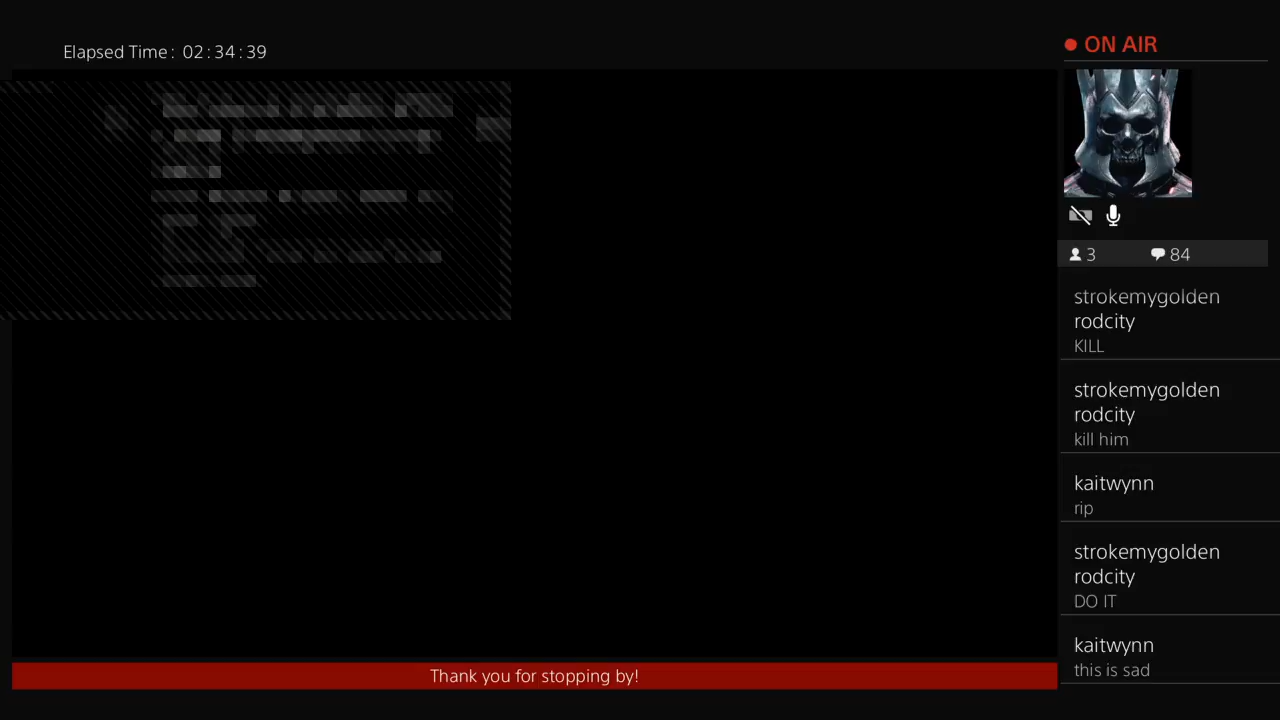 Elapsed Time: 02:34:39
ON AIR
3 84
strokemygolden
rodcity
KILL
strokemygolden
rodcity
kill him
kaitwynn
rip
strokemygolden
rodcity
DO IT
kaitwynn
this is sad
Thank you for stopping by!